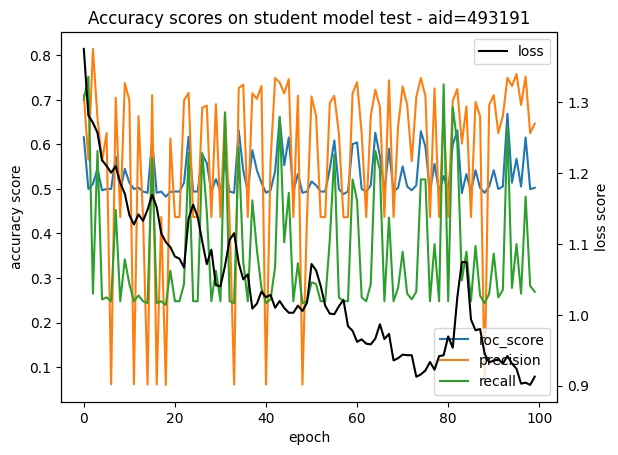 Accuracy scores on student model test - aid=493191
loss
0.8
0.7
0.6
0.5
0.4
0.3
0.2
0.1
accuracy score
1.3
1.2
1.1
1.0
0.9
loss score
roc_score
precision
recall
0 20 40 60 80 100
epoch